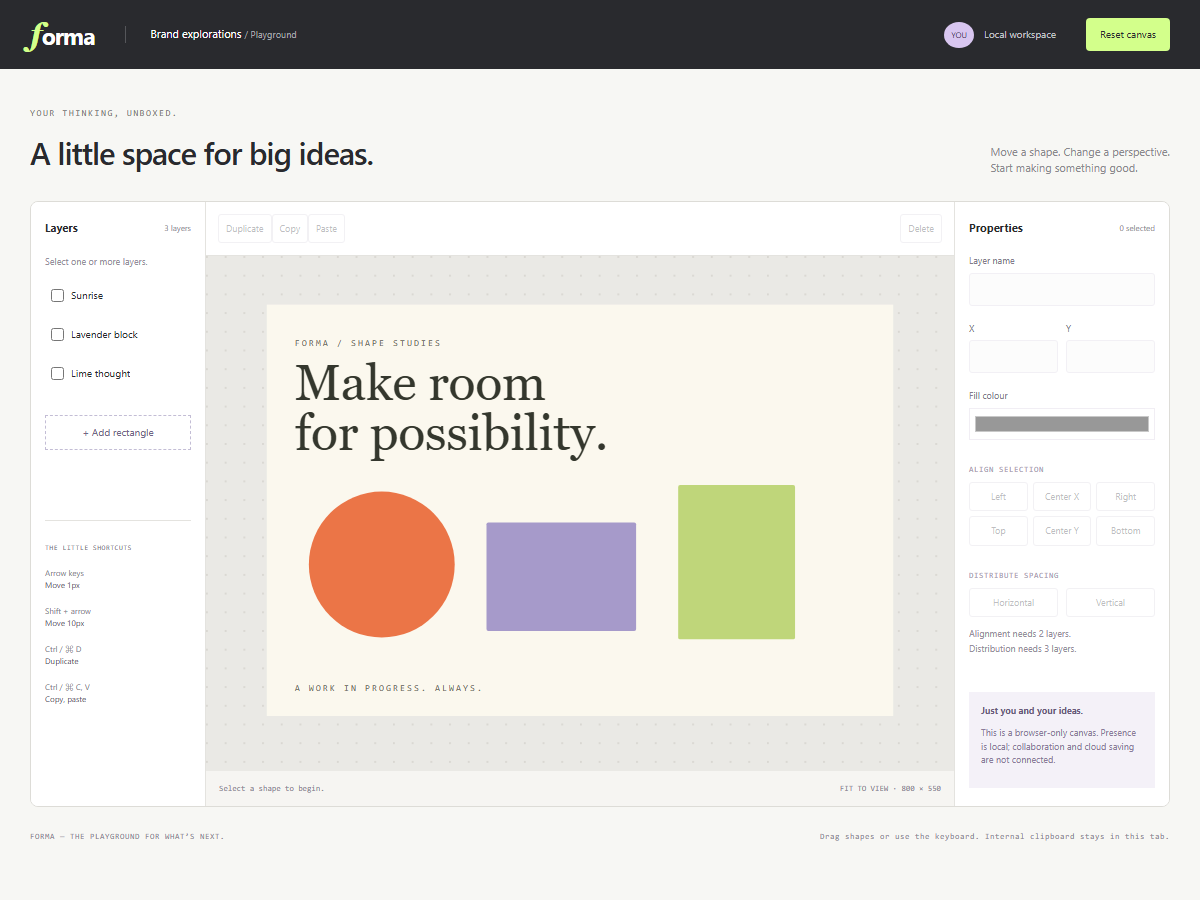 forma
Brand explorations / Playground
YOU
Local workspace
Reset canvas
YOUR THINKING, UNBOXED.
A little space for big ideas.
Move a shape. Change a perspective.
Start making something good.
Layers
3 layers
Select one or more layers.
Sunrise
Lavender block
Lime thought
+ Add rectangle
THE LITTLE SHORTCUTS
Arrow keys
Move 1px
Shift + arrow
Move 10px
Ctrl / ⌘ D
Duplicate
Ctrl / ⌘ C, V
Copy, paste
Duplicate
Copy
Paste
Delete
FORMA / SHAPE STUDIES
Make room
for possibility.
A WORK IN PROGRESS. ALWAYS.
Select a shape to begin.
FIT TO VIEW · 800 × 550
Properties
0 selected
Layer name
X
Y
Fill colour
ALIGN SELECTION
Left
Center X
Right
Top
Center Y
Bottom
DISTRIBUTE SPACING
Horizontal
Vertical
Alignment needs 2 layers.
Distribution needs 3 layers.
Just you and your ideas.
This is a browser-only canvas. Presence
is local; collaboration and cloud saving
are not connected.
FORMA — THE PLAYGROUND FOR WHAT'S NEXT.
Drag shapes or use the keyboard. Internal clipboard stays in this tab.